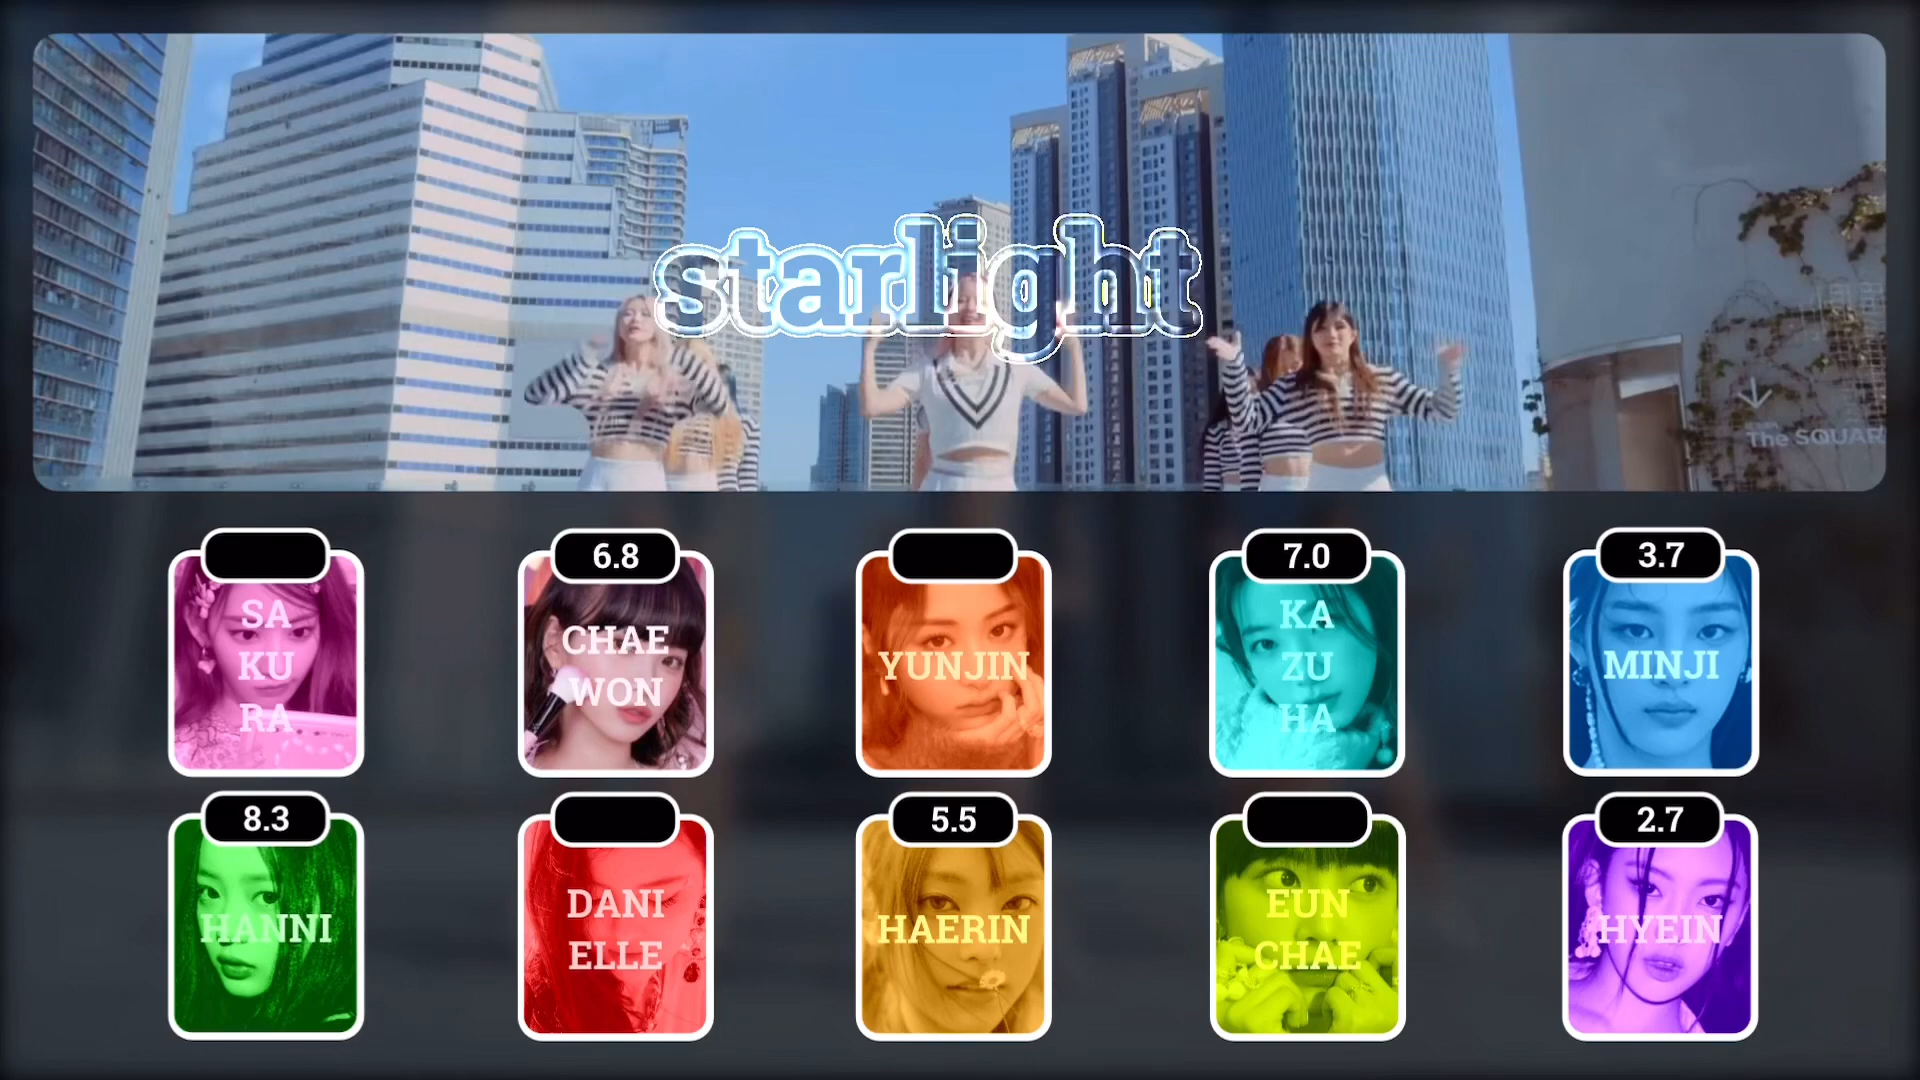 starlight
The SQUAR
6.8
7.0
3.7
SA
KU
RA
CHAE
WON
YUNJIN
KA
ZU
HA
MINJI
8.3
5.5
2.7
HANNI
DANI
ELLE
HAERIN
EUN
CHAE
HYEIN